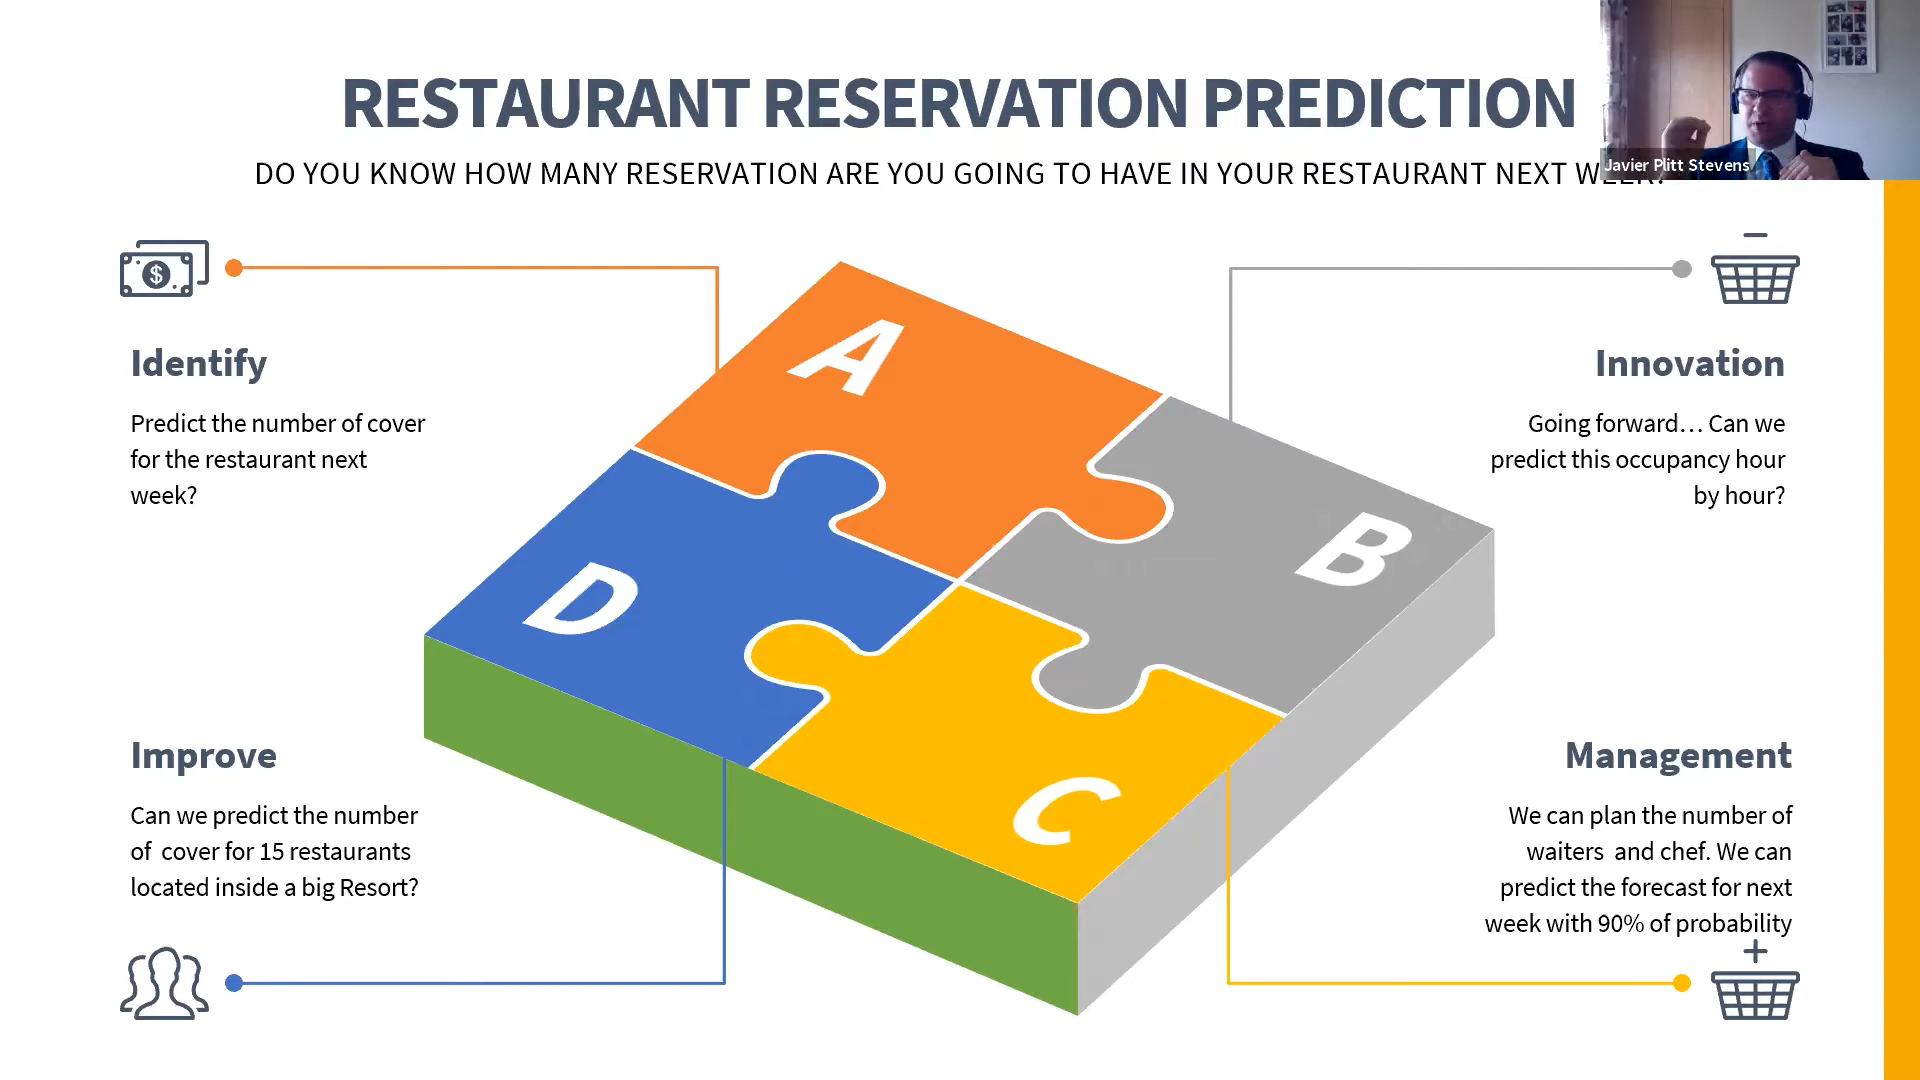 RESTAURANT RESERVATION PREDICTION
DO YOU KNOW HOW MANY RESERVATION ARE YOU GOING TO HAVE IN YOUR RESTAURANT NEXT WEEK?
Javier Plitt Stevens
$
Identify
Predict the number of cover
for the restaurant next
week?
Innovation
Going forward... Can we
predict this occupancy hour
by hour?
A
B
D
C
Improve
Can we predict the number
of cover for 15 restaurants
located inside a big Resort?
Management
We can plan the number of
waiters and chef. We can
predict the forecast for next
week with 90% of probability